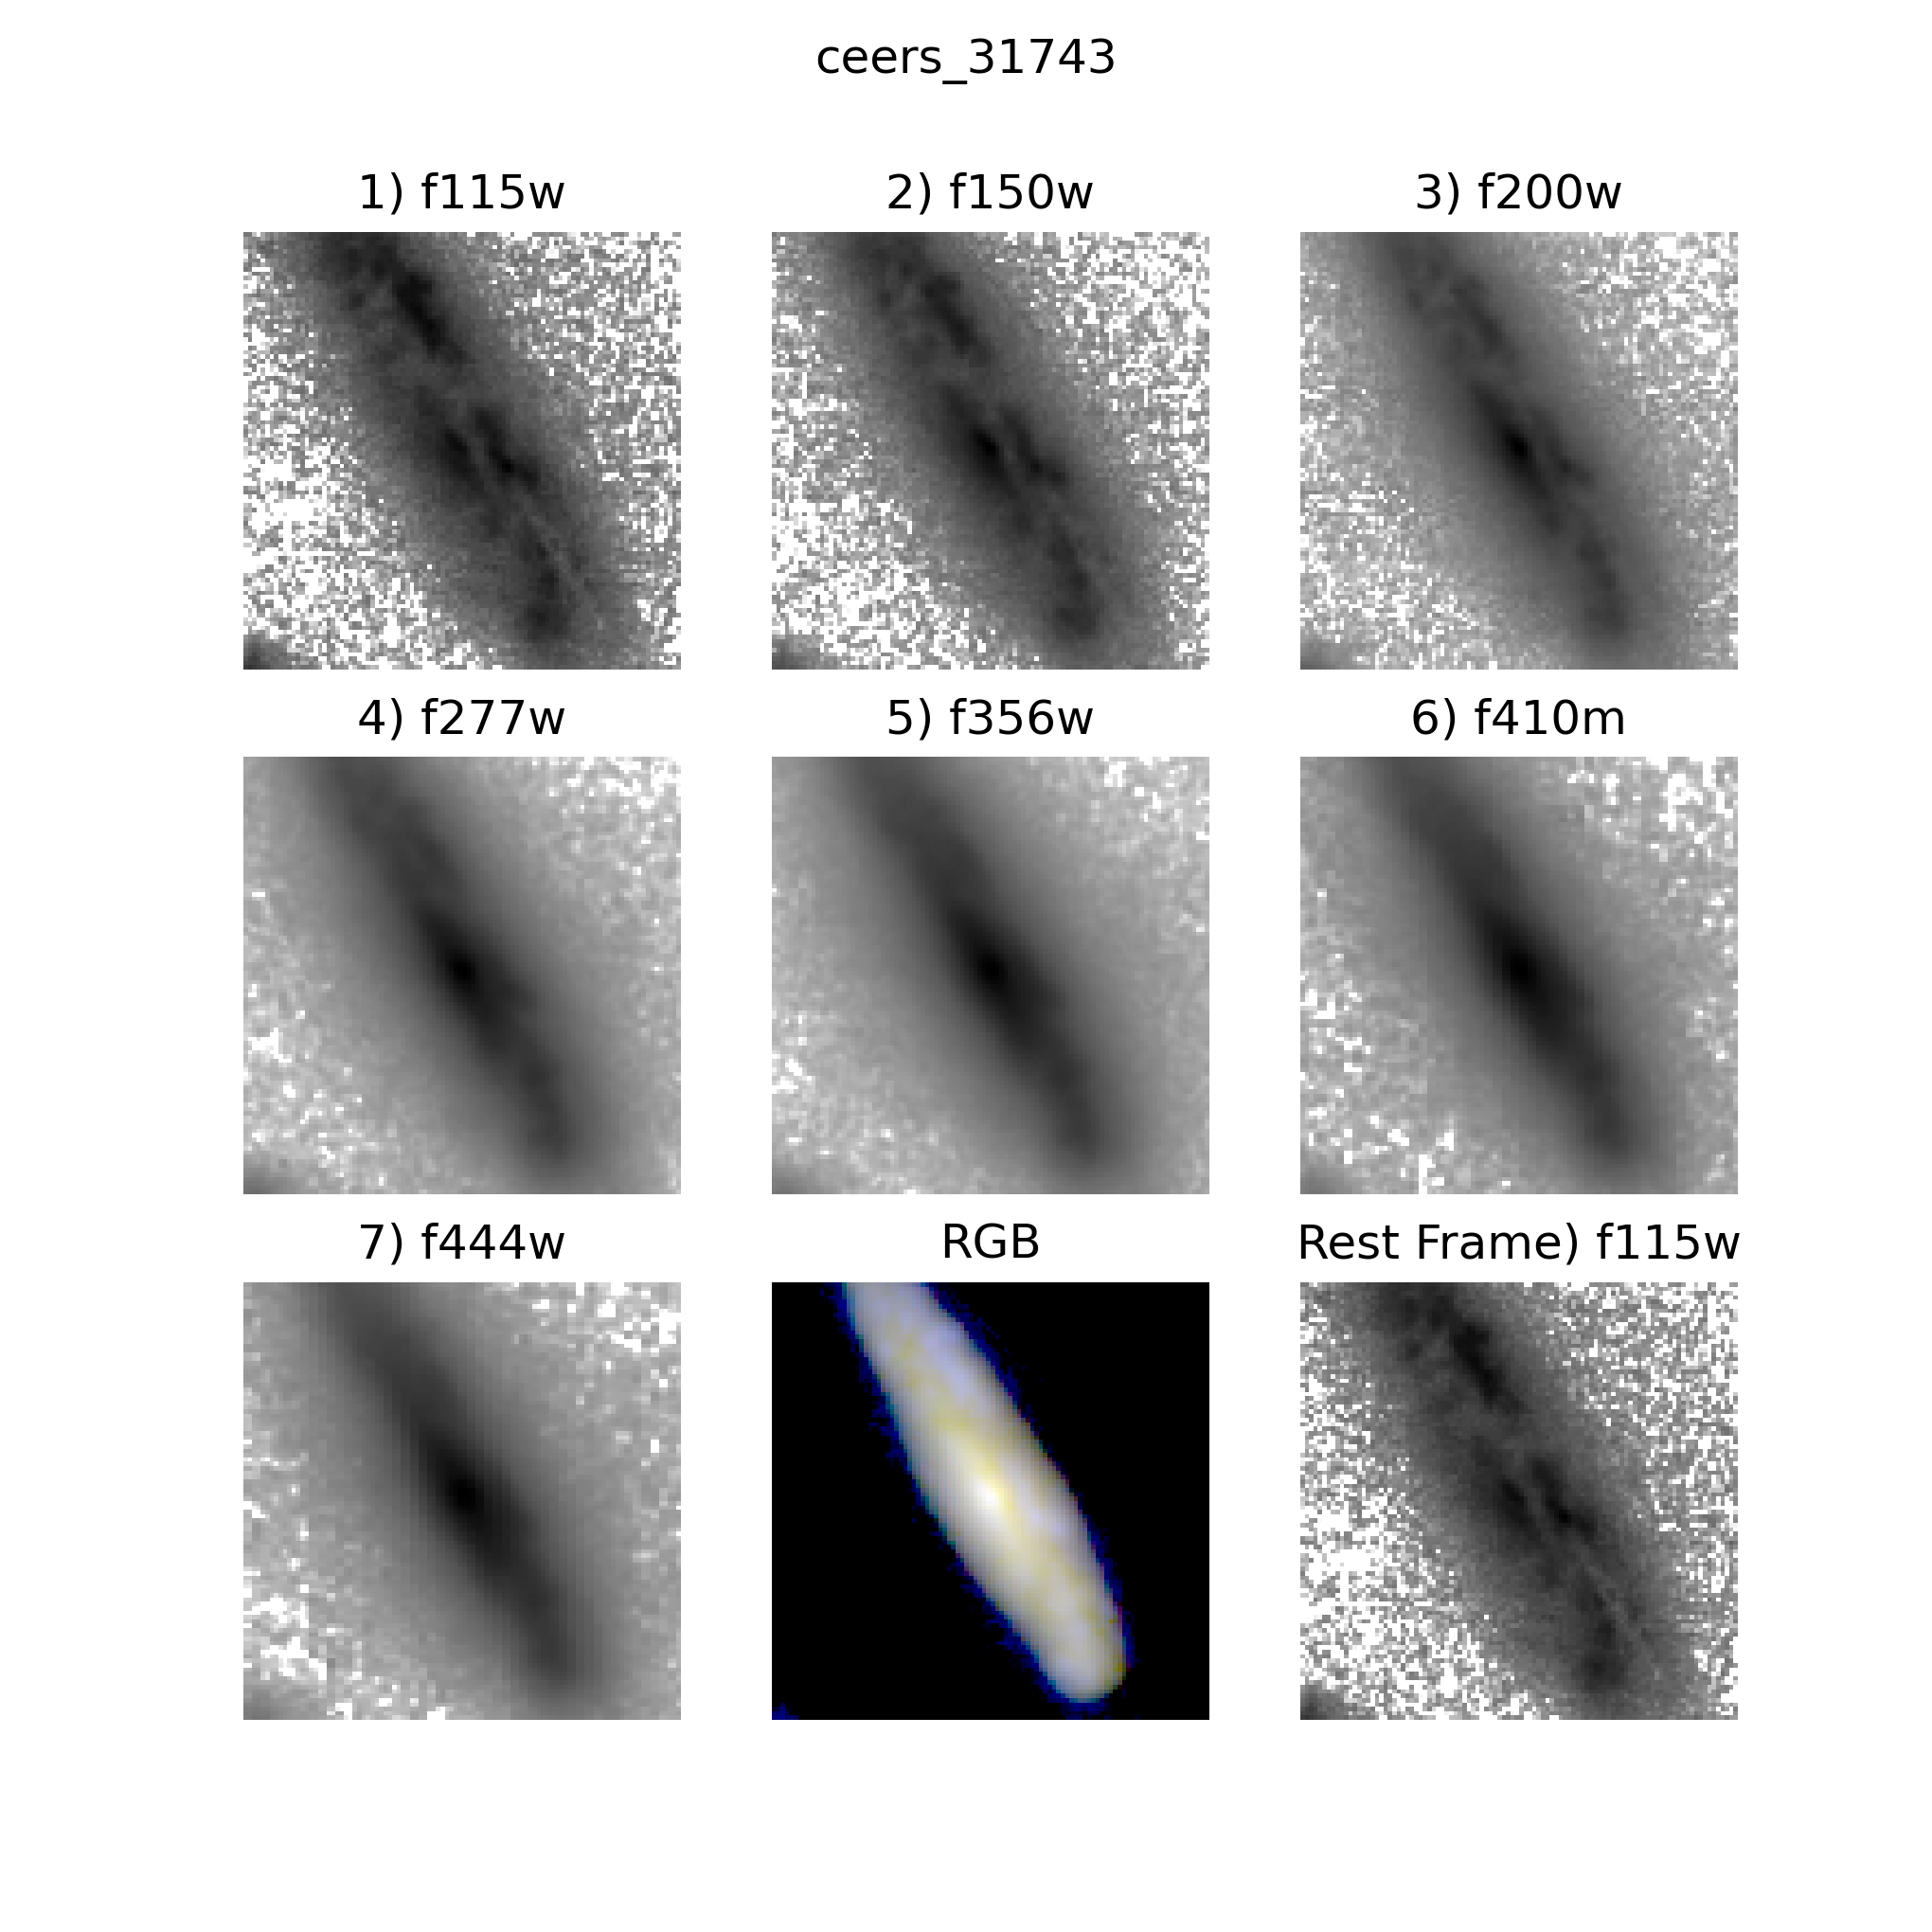 ceers_31743
1) f115w
2) f150w
3) f200w
4) f277w
5) f356w
6) f410m
7) f444w
RGB
Rest Frame) f115w